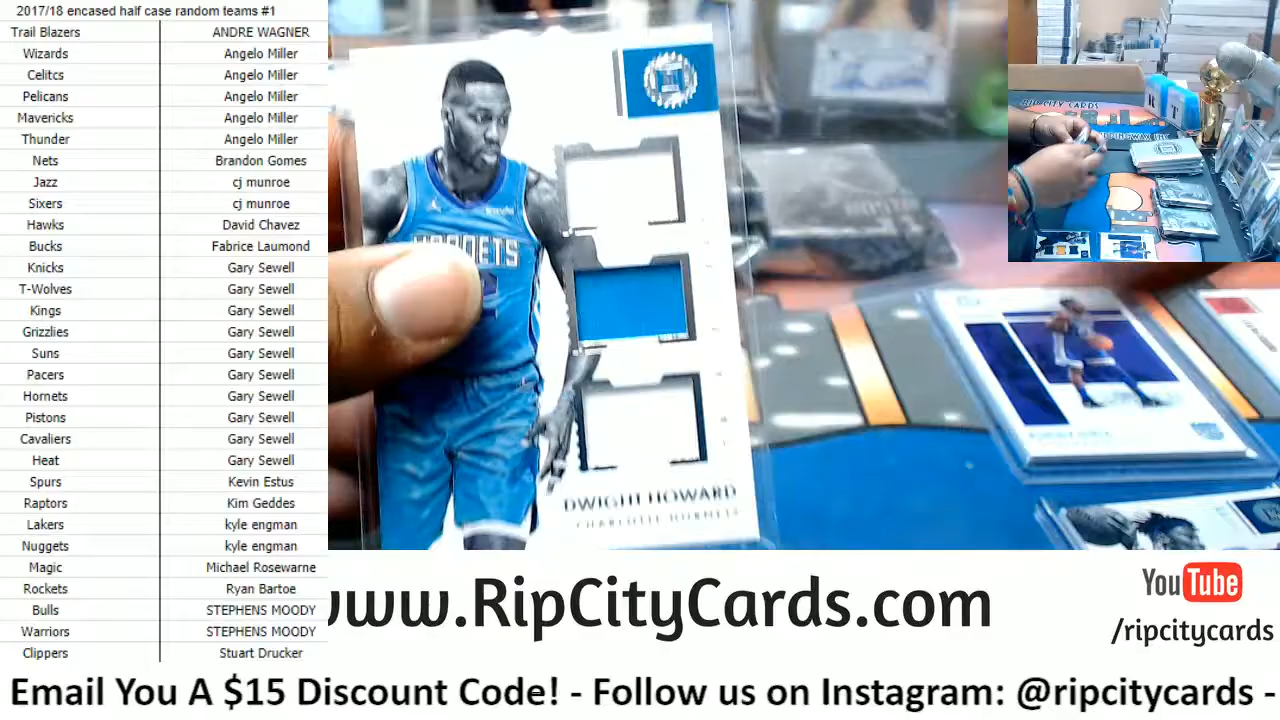 2017/18 encased half case random teams #1
Trail Blazers ANDRE WAGNER
Wizards Angelo Miller
Celitcs Angelo Miller
Pelicans Angelo Miller
Mavericks Angelo Miller
Thunder Angelo Miller
Nets Brandon Gomes
Jazz cj munroe
Sixers cj munroe
Hawks David Chavez
Bucks Fabrice Laumond
Knicks Gary Sewell
T-Wolves Gary Sewell
Kings Gary Sewell
Grizzlies Gary Sewell
Suns Gary Sewell
Pacers Gary Sewell
Hornets Gary Sewell
Pistons Gary Sewell
Cavaliers Gary Sewell
Heat Gary Sewell
Spurs Kevin Estus
Raptors Kim Geddes
Lakers kyle engman
Nuggets kyle engman
Magic Michael Rosewarne
Rockets Ryan Bartoe
Bulls STEPHENS MOODY
Warriors STEPHENS MOODY
Clippers Stuart Drucker
HORNETS
DWIGHT HOWARD
CHARLOTTE HORNETS
RIP CITY CARDS
www.RipCityCards.com
YouTube
/ripcitycards
Email You A $15 Discount Code! - Follow us on Instagram: @ripcitycards -